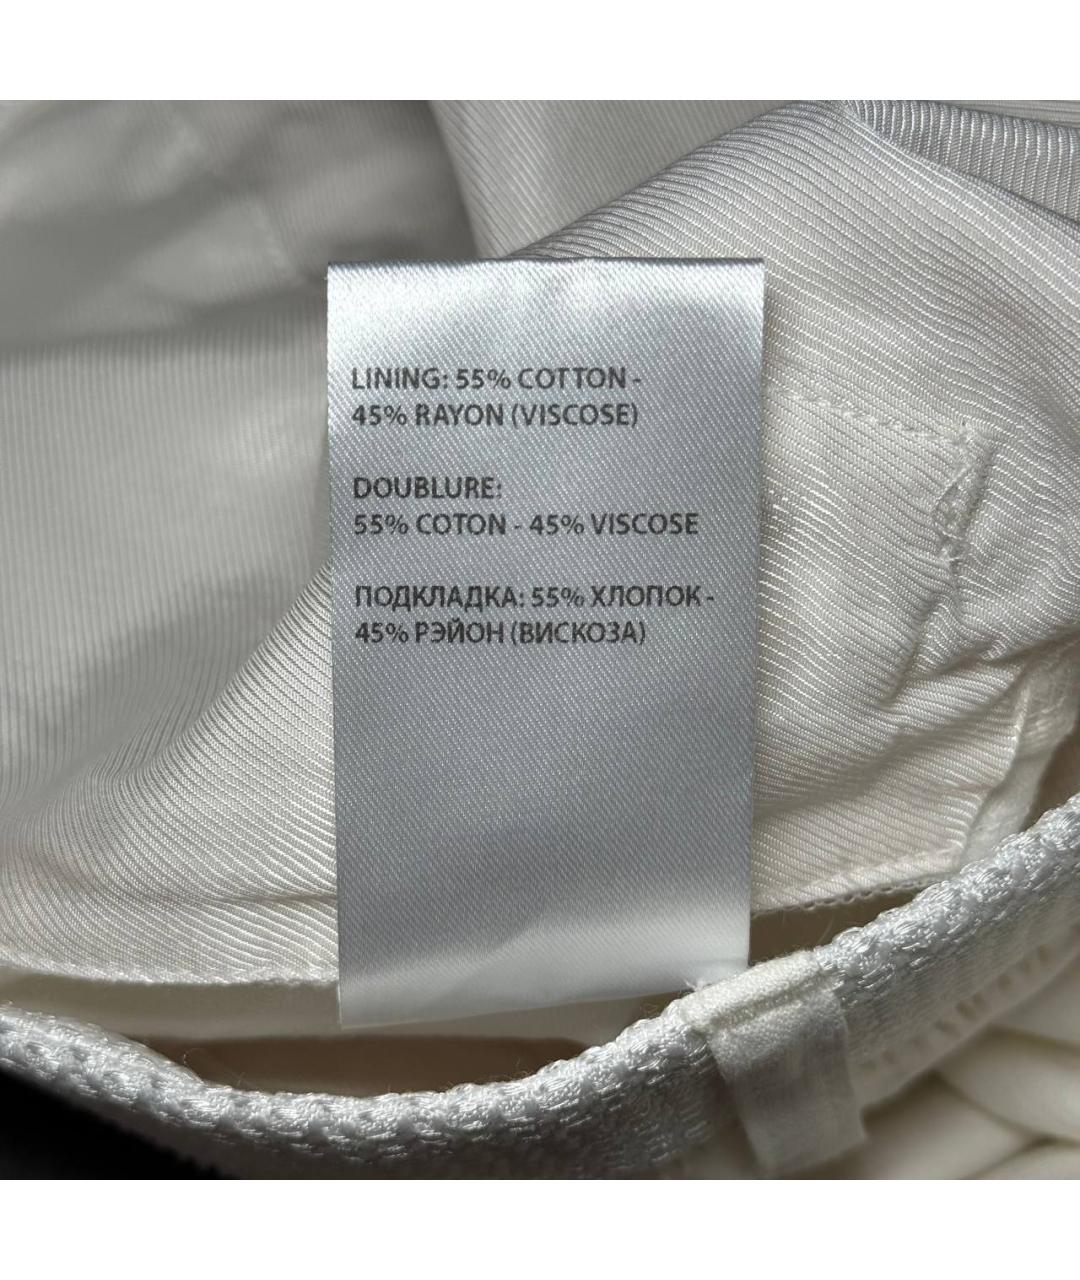 LINING: 55% COTTON -
45% RAYON (VISCOSE)
DOUBLURE:
55% COTON - 45% VISCOSE
ПОДКЛАДКА: 55% ХЛОПОК -
45% РЭЙОН (ВИСКОЗА)